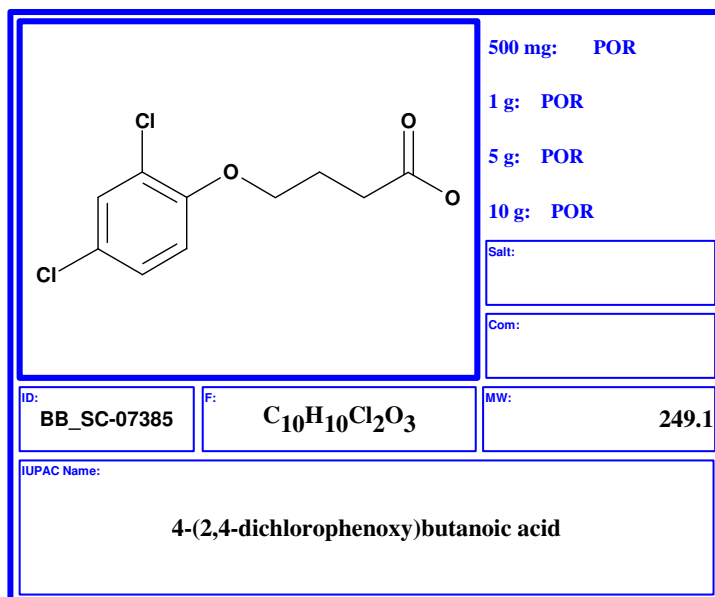 500 mg: POR
1 g: POR
5 g: POR
10 g: POR
Cl
O
O
O
Cl
Salt:
Com:
ID:
BB_SC-07385
F:
C10H10Cl2O3
MW:
249.1
IUPAC Name:
4-(2,4-dichlorophenoxy)butanoic acid